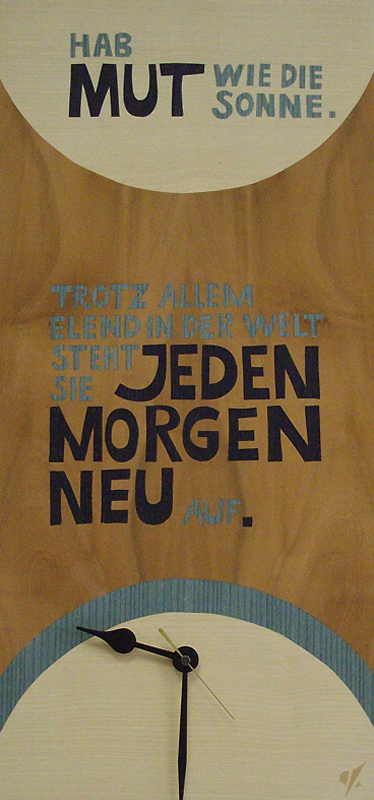 HAB
MUT WIE DIE
SONNE.
TROTZ ALLEM
ELEND IN DER WELT
STEHT JEDEN
SIE
MORGEN
NEU AUF.